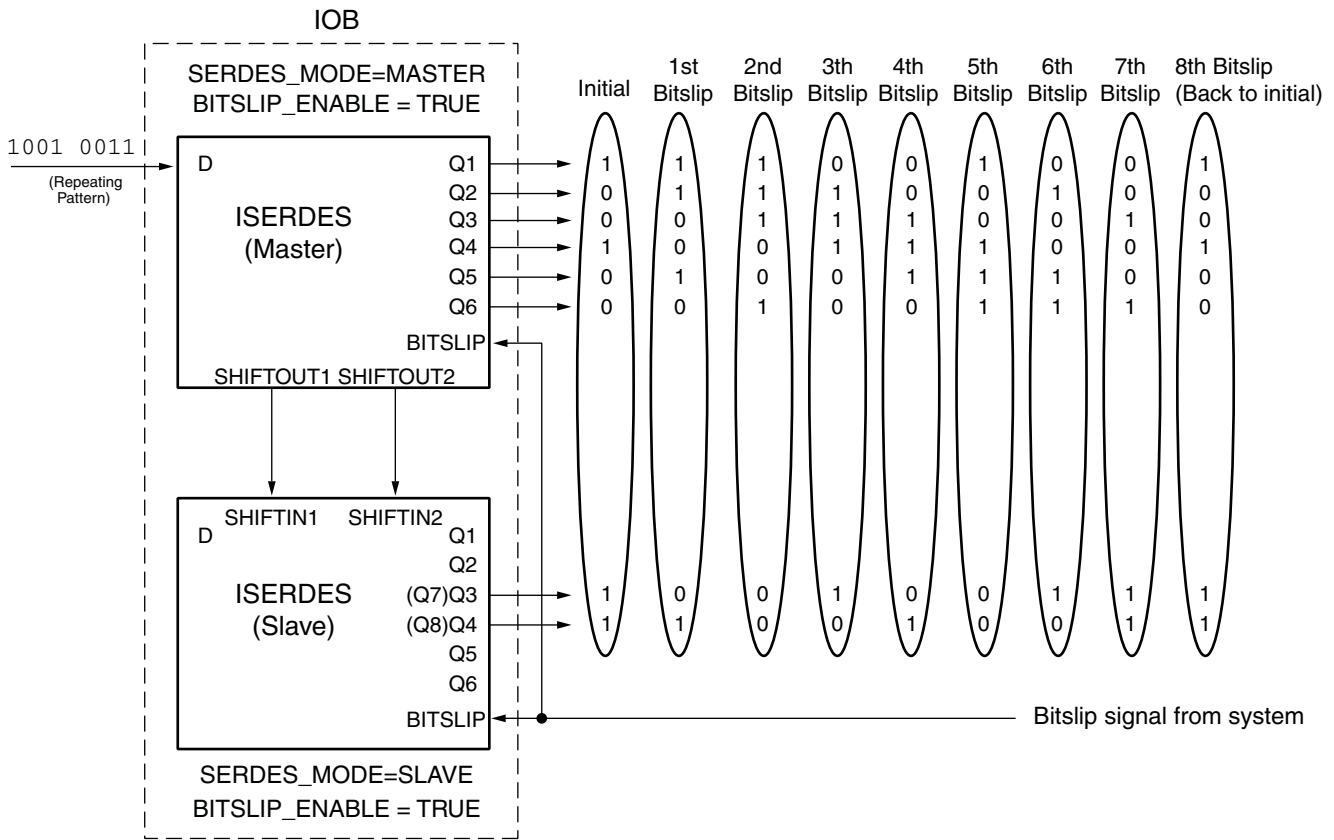 IOB
SERDES_MODE=MASTER
BITSLIP_ENABLE = TRUE
1001 0011
(Repeating
Pattern)
D
ISERDES
(Master)
Q1
Q2
Q3
Q4
Q5
Q6
BITSLIP
SHIFTOUT1 SHIFTOUT2
Initial
1st
Bitslip
2nd
Bitslip
3th
Bitslip
4th
Bitslip
5th
Bitslip
6th
Bitslip
7th
Bitslip
8th Bitslip
(Back to initial)
1 1 1 0 0 1 0 0 1
0 1 1 1 0 0 1 0 0
0 0 1 1 1 0 0 1 0
1 0 0 1 1 1 0 0 1
0 1 0 0 1 1 1 0 0
0 0 1 0 0 1 1 1 0
SHIFTIN1 SHIFTIN2
D
ISERDES
(Slave)
Q1
Q2
(Q7)Q3
(Q8)Q4
Q5
Q6
BITSLIP
1 0 0 1 0 0 1 1 1
1 1 0 0 1 0 0 1 1
Bitslip signal from system
SERDES_MODE=SLAVE
BITSLIP_ENABLE = TRUE